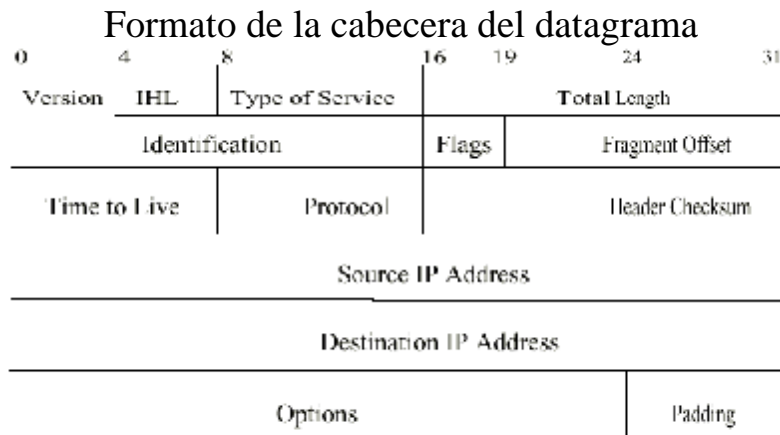 Formato de la cabecera del datagrama
0 4 8 16 19 24 31
Version IHL Type of Service Total Length
Identification Flags Fragment Offset
Time to Live Protocol Header Checksum
Source IP Address
Destination IP Address
Options Padding